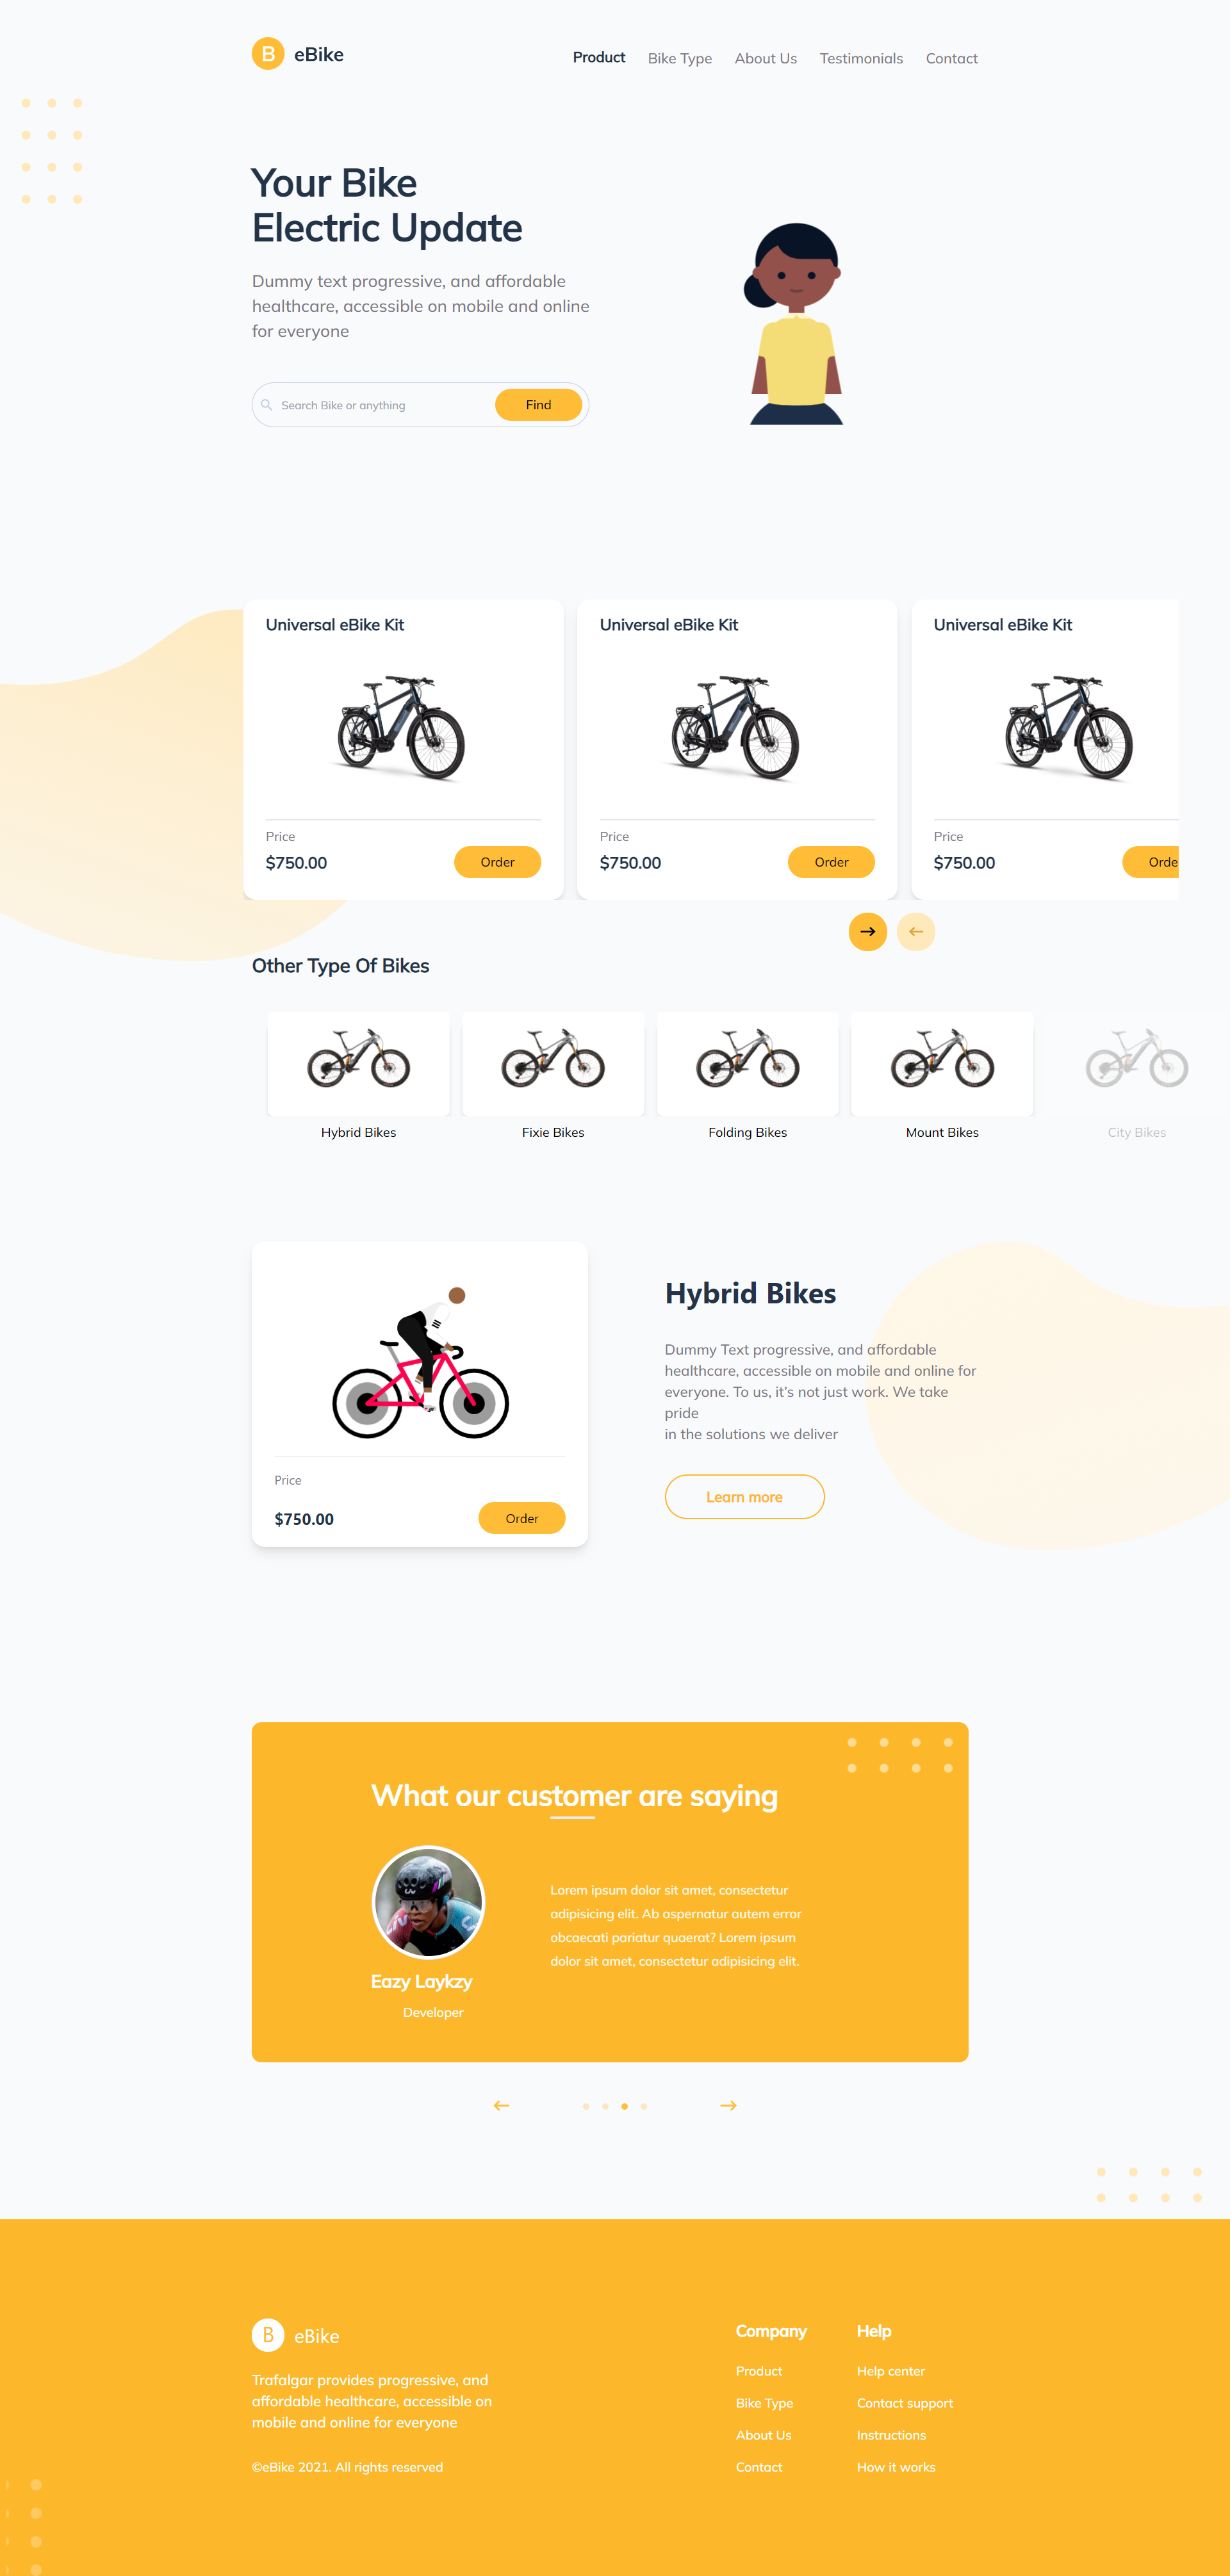 B eBike
Product Bike Type About Us Testimonials Contact
Your Bike
Electric Update
Dummy text progressive, and affordable
healthcare, accessible on mobile and online
for everyone
Search Bike or anything Find
Universal eBike Kit Universal eBike Kit Universal eBike Kit
Price Price Price
$750.00 Order $750.00 Order $750.00 Orde
Other Type Of Bikes
Hybrid Bikes Fixie Bikes Folding Bikes Mount Bikes City Bikes
Hybrid Bikes
Dummy Text progressive, and affordable
healthcare, accessible on mobile and online for
everyone. To us, it’s not just work. We take
pride
in the solutions we deliver
Learn more
Price
$750.00 Order
What our customer are saying
Lorem ipsum dolor sit amet, consectetur
adipisicing elit. Ab aspernatur autem error
obcaecati pariatur quaerat? Lorem ipsum
dolor sit amet, consectetur adipisicing elit.
Eazy Laykzy
Developer
B eBike
Trafalgar provides progressive, and
affordable healthcare, accessible on
mobile and online for everyone
©eBike 2021. All rights reserved
Company
Product
Bike Type
About Us
Contact
Help
Help center
Contact support
Instructions
How it works